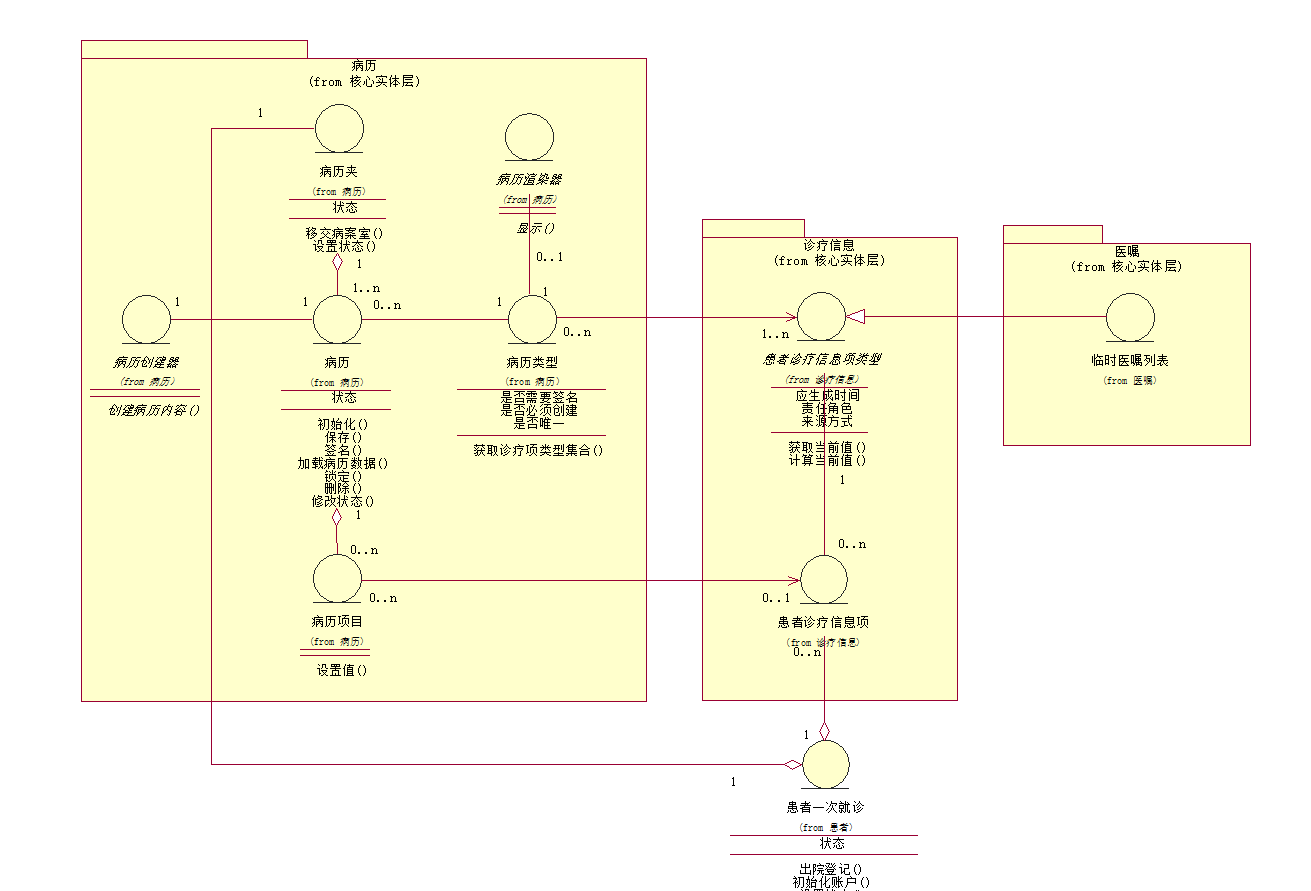 病历
(from 核心实体层)
1
病历夹
(from 病历)
状态
移交病案室()
设置状态()
1
1..n
病历渲染器
(from 病历)
显示()
0..1
1
病历创建器
(from 病历)
创建病历内容()
1
1
0..n
病历
(from 病历)
状态
初始化()
保存()
签名()
加载病历数据()
锁定()
删除()
修改状态()
1
0..n
1
0..n
病历类型
(from 病历)
是否需要签名
是否必须创建
是否唯一
获取诊疗项类型集合()
病历项目
(from 病历)
设置值()
0..n
诊疗信息
(from 核心实体层)
1..n
患者诊疗信息项类型
(from 诊疗信息)
应生成时间
责任角色
来源方式
获取当前值()
计算当前值()
1
0..n
0..1
患者诊疗信息项
(from 诊疗信息)
0..n
医嘱
(from 核心实体层)
临时医嘱列表
(from 医嘱)
1
1
患者一次就诊
(from 患者)
状态
出院登记()
初始化账户()